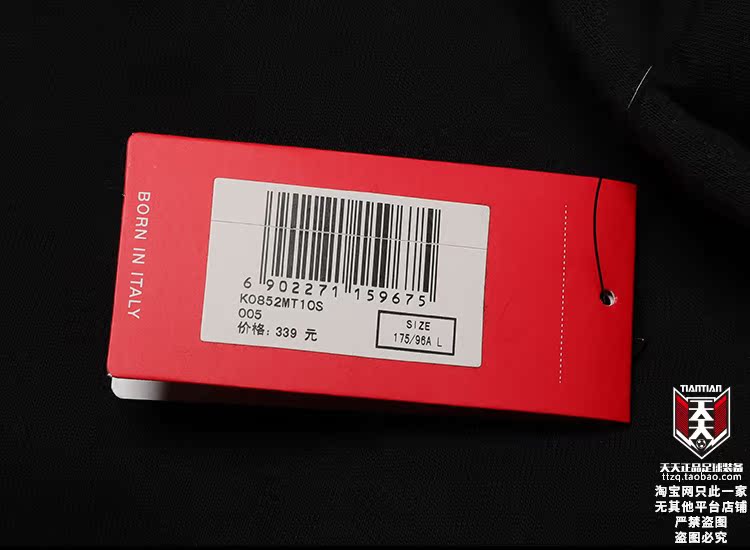 BORN IN ITALY
6 902271 159675
K0852MT10S
005
价格: 339 元
SIZE
175/96A L
TIANTIAN
天天
天天正品足球装备
ttzq.taobao.com
淘宝网只此一家
无其他平台店铺
严禁盗图
盗图必究